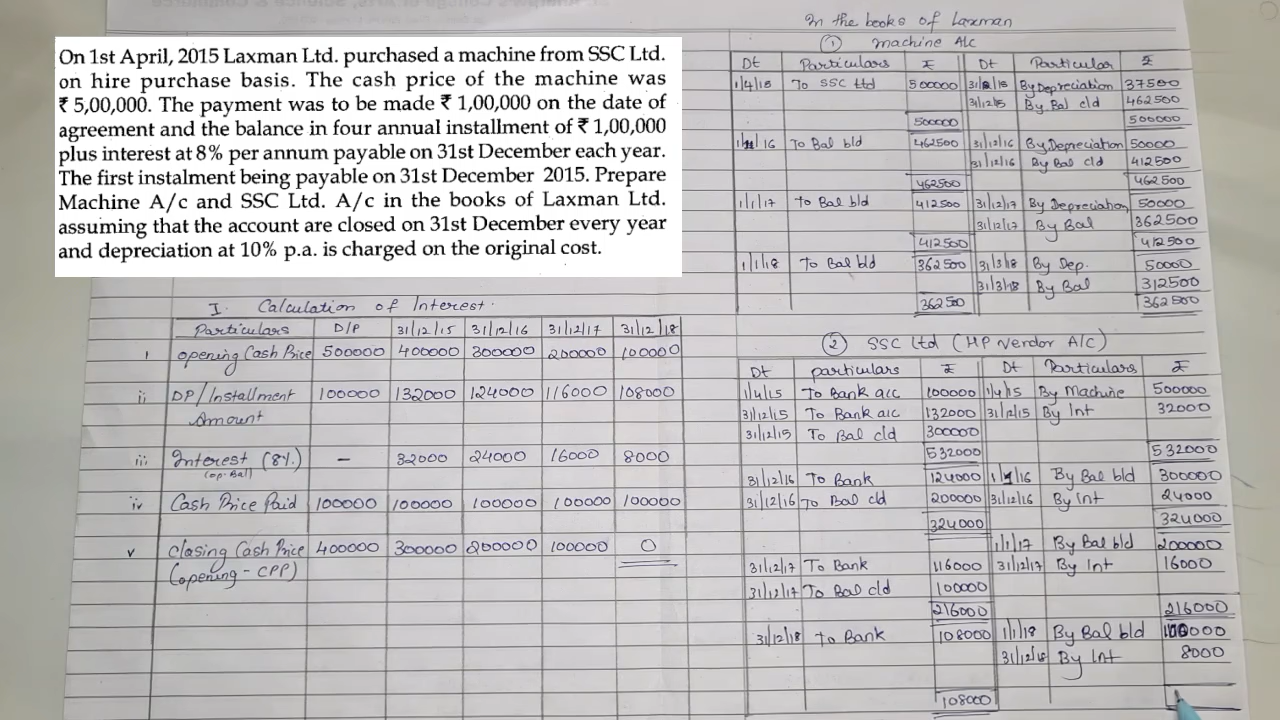 On 1st April, 2015 Laxman Ltd. purchased a machine from SSC Ltd.
on hire purchase basis. The cash price of the machine was
₹ 5,00,000. The payment was to be made ₹ 1,00,000 on the date of
agreement and the balance in four annual installment of ₹ 1,00,000
plus interest at 8% per annum payable on 31st December each year.
The first instalment being payable on 31st December 2015. Prepare
Machine A/c and SSC Ltd. A/c in the books of Laxman Ltd.
assuming that the account are closed on 31st December every year
and depreciation at 10% p.a. is charged on the original cost.
I. Calculation of Interest.
Particulars D/P 31/12/15 31/12/16 31/12/17 31/12/18
i opening Cash Price 500000 400000 300000 200000 100000
ii DP/Installment 100000 132000 124000 116000 108000
Amount
iii Interest (8%) - 32000 24000 16000 8000
(op. Bal)
iv Cash Price Paid 100000 100000 100000 100000 100000
v Closing Cash Price 400000 300000 200000 100000 0
(opening - CPP)
In the books of Laxman
① machine A/c
Dt Particulars ₹ Dt Particular ₹
1/4/15 To SSC ltd 500000 31/12/15 By Depreciation 37500
31/12/15 By Bal c/d 462500
500000 500000
1/1/16 To Bal b/d 462500 31/12/16 By Depreciation 50000
31/12/16 By Bal c/d 412500
462500 462500
1/1/17 to Bal b/d 412500 31/12/17 By Depreciation 50000
31/12/17 By Bal 362500
412500 412500
1/1/18 To Bal b/d 362500 31/3/18 By Dep. 50000
31/3/18 By Bal 312500
362500 362500
② SSC Ltd (HP Vendor A/C)
Dt particulars ₹ Dt Particulars ₹
1/4/15 To Bank acc 100000 1/4/15 By Machine 500000
31/12/15 To Bank a/c 132000 31/12/15 By Int 32000
31/12/15 To Bal c/d 300000
532000 532000
31/12/16 To Bank 124000 1/1/16 By Bal b/d 300000
31/12/16 To Bal c/d 200000 31/12/16 By Int 24000
324000 324000
1/1/17 By Bal b/d 200000
31/12/17 To Bank 116000 31/12/17 By Int 16000
31/12/17 To Bal c/d 100000
216000 216000
31/12/18 to Bank 108000 1/1/18 By Bal b/d 100000
31/12/18 By Int 8000
108000